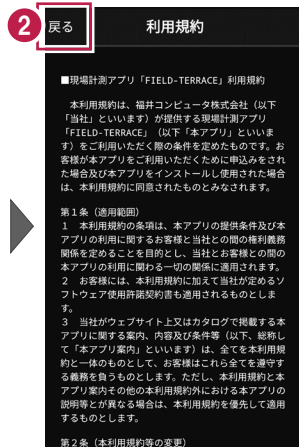 2
戻る
利用規約
■現場計測アプリ「FIELD-TERRACE」利用規約
本利用規約は、福井コンピュータ株式会社（以下
「当社」といいます）が提供する現場計測アプリ
「FIELD-TERRACE」（以下「本アプリ」といいま
す）をご利用いただく際の条件を定めたものです。お
客様が本アプリをご利用いただくために申込みをされ
た場合及び本アプリをインストールし使用された場合
は、本利用規約に同意されたものとみなされます。
第１条（適用範囲）
１　本利用規約の条項は、本アプリの提供条件及び本
アプリの利用に関するお客様と当社との間の権利義務
関係を定めることを目的とし、当社とお客様との間の
本アプリの利用に関わる一切の関係に適用されます。
２　お客様には、本利用規約に加えて当社が定めるソ
フトウェア使用許諾契約書も適用されるものとしま
す。
３　当社がウェブサイト上又はカタログで掲載する本
アプリに関する案内、内容及び条件等（以下、総称し
て「本アプリ案内」といいます）は、全てを本利用規
約と一体のものとして、お客様はこれら全てを遵守す
る義務を負うものとします。ただし、本利用規約と本
アプリ案内その他の本利用規約外における本アプリの
説明等とが異なる場合は、本利用規約を優先して適用
するものとします。
第２条（本利用規約等の変更）